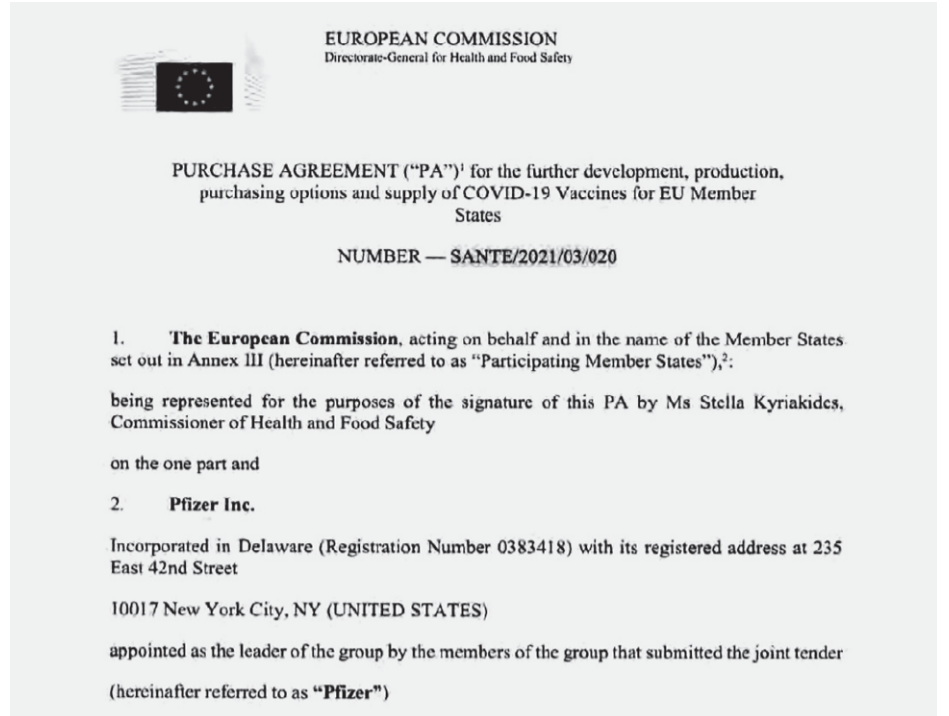 EUROPEAN COMMISSION
Directorate-General for Health and Food Safety
PURCHASE AGREEMENT (“PA”)¹ for the further development, production,
purchasing options and supply of COVID-19 Vaccines for EU Member
States
NUMBER — SANTE/2021/03/020
1. The European Commission, acting on behalf and in the name of the Member States
set out in Annex III (hereinafter referred to as “Participating Member States”),²:
being represented for the purposes of the signature of this PA by Ms Stella Kyriakides,
Commissioner of Health and Food Safety
on the one part and
2. Pfizer Inc.
Incorporated in Delaware (Registration Number 0383418) with its registered address at 235
East 42nd Street
10017 New York City, NY (UNITED STATES)
appointed as the leader of the group by the members of the group that submitted the joint tender
(hereinafter referred to as “Pfizer”)